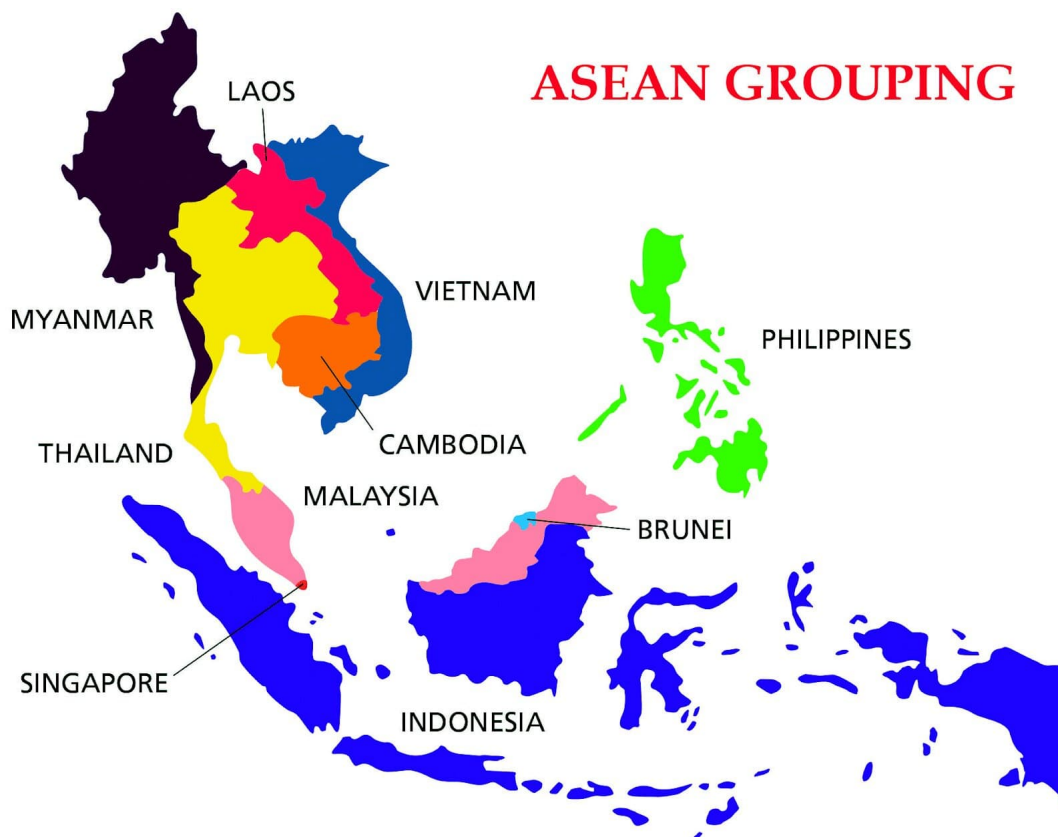 ASEAN GROUPING
LAOS
VIETNAM
MYANMAR
PHILIPPINES
CAMBODIA
THAILAND
MALAYSIA
BRUNEI
SINGAPORE
INDONESIA